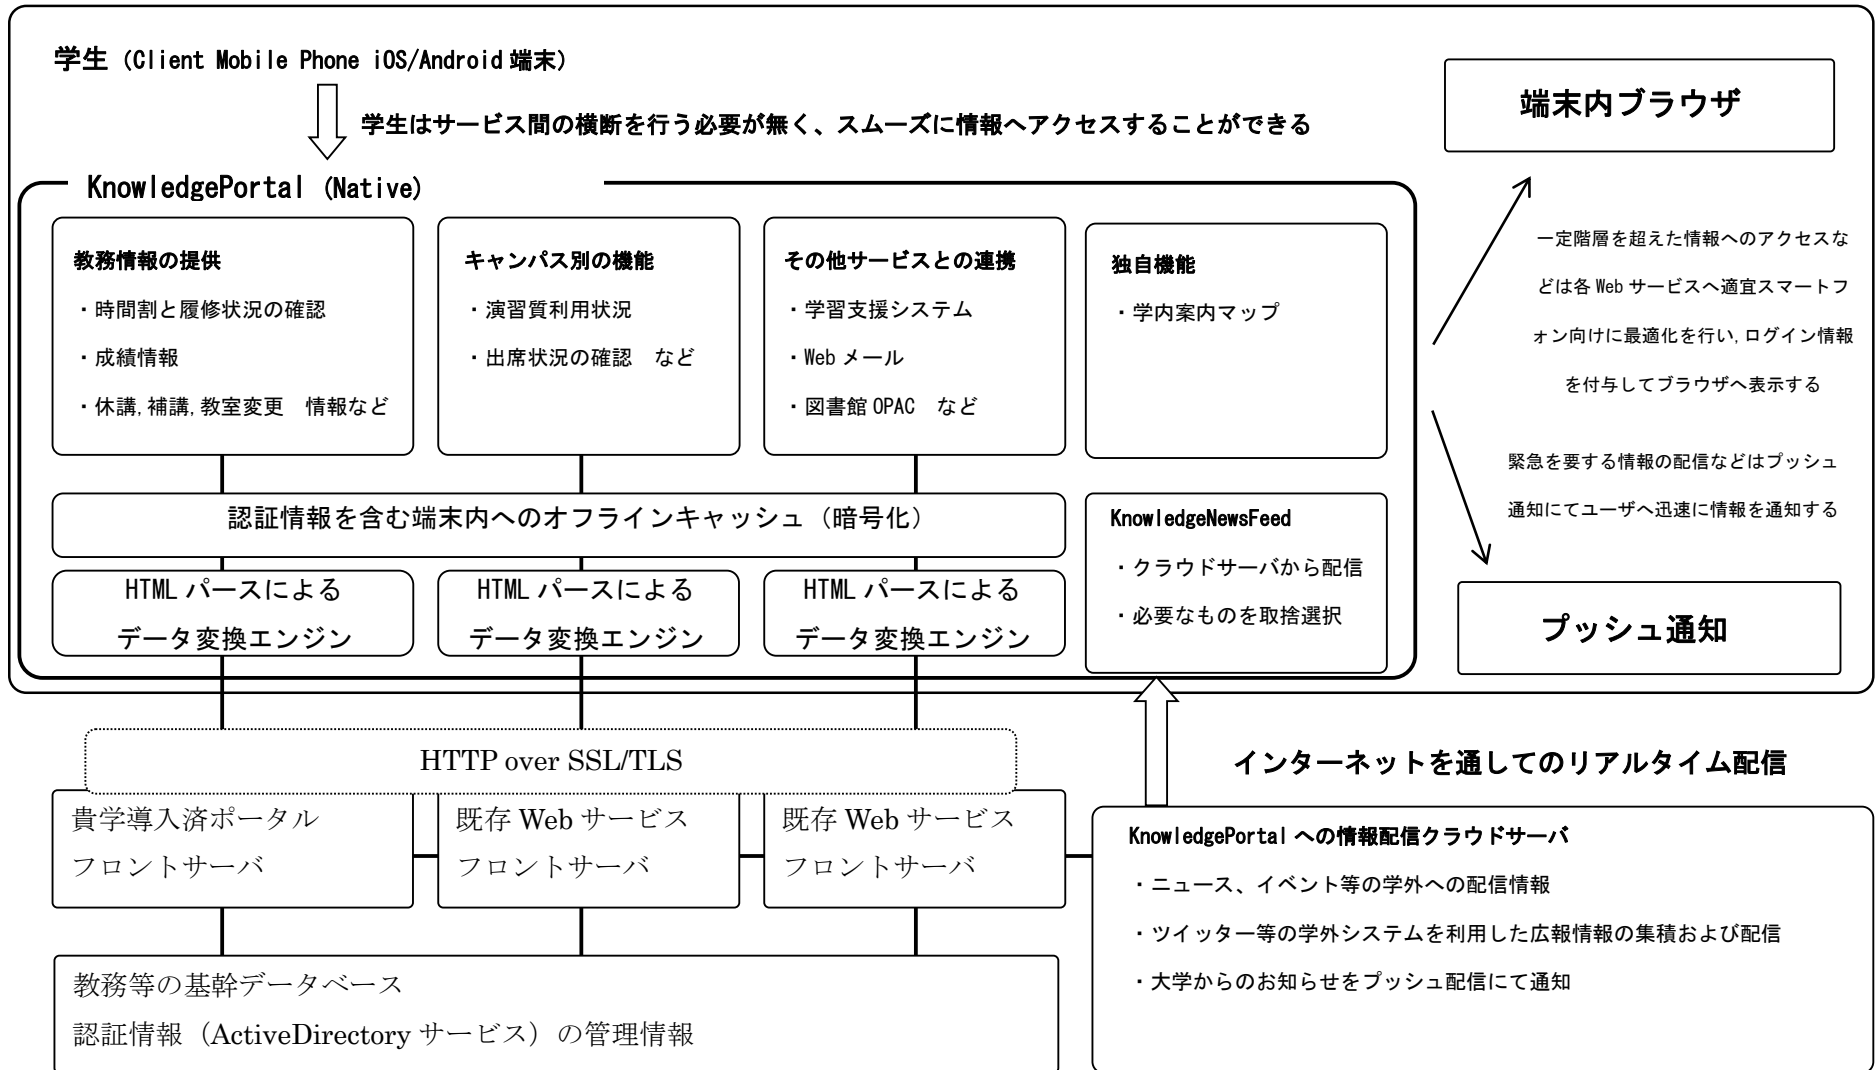 学生（Client Mobile Phone iOS/Android 端末）
学生はサービス間の横断を行う必要が無く、スムーズに情報へアクセスすることができる
端末内ブラウザ
KnowledgePortal（Native）
教務情報の提供
・時間割と履修状況の確認
・成績情報
・休講,補講,教室変更　情報など
キャンパス別の機能
・演習質利用状況
・出席状況の確認　など
その他サービスとの連携
・学習支援システム
・Web メール
・図書館 OPAC　など
独自機能
・学内案内マップ
一定階層を超えた情報へのアクセスな
どは各 Web サービスへ適宜スマートフ
ォン向けに最適化を行い,ログイン情報
を付与してブラウザへ表示する
緊急を要する情報の配信などはプッシュ
通知にてユーザへ迅速に情報を通知する
プッシュ通知
認証情報を含む端末内へのオフラインキャッシュ（暗号化）
HTML パースによる
データ変換エンジン
HTML パースによる
データ変換エンジン
HTML パースによる
データ変換エンジン
KnowledgeNewsFeed
・クラウドサーバから配信
・必要なものを取捨選択
HTTP over SSL/TLS
インターネットを通してのリアルタイム配信
貴学導入済ポータル
フロントサーバ
既存 Web サービス
フロントサーバ
既存 Web サービス
フロントサーバ
KnowledgePortal への情報配信クラウドサーバ
・ニュース、イベント等の学外への配信情報
・ツイッター等の学外システムを利用した広報情報の集積および配信
・大学からのお知らせをプッシュ配信にて通知
教務等の基幹データベース
認証情報（ActiveDirectory サービス）の管理情報